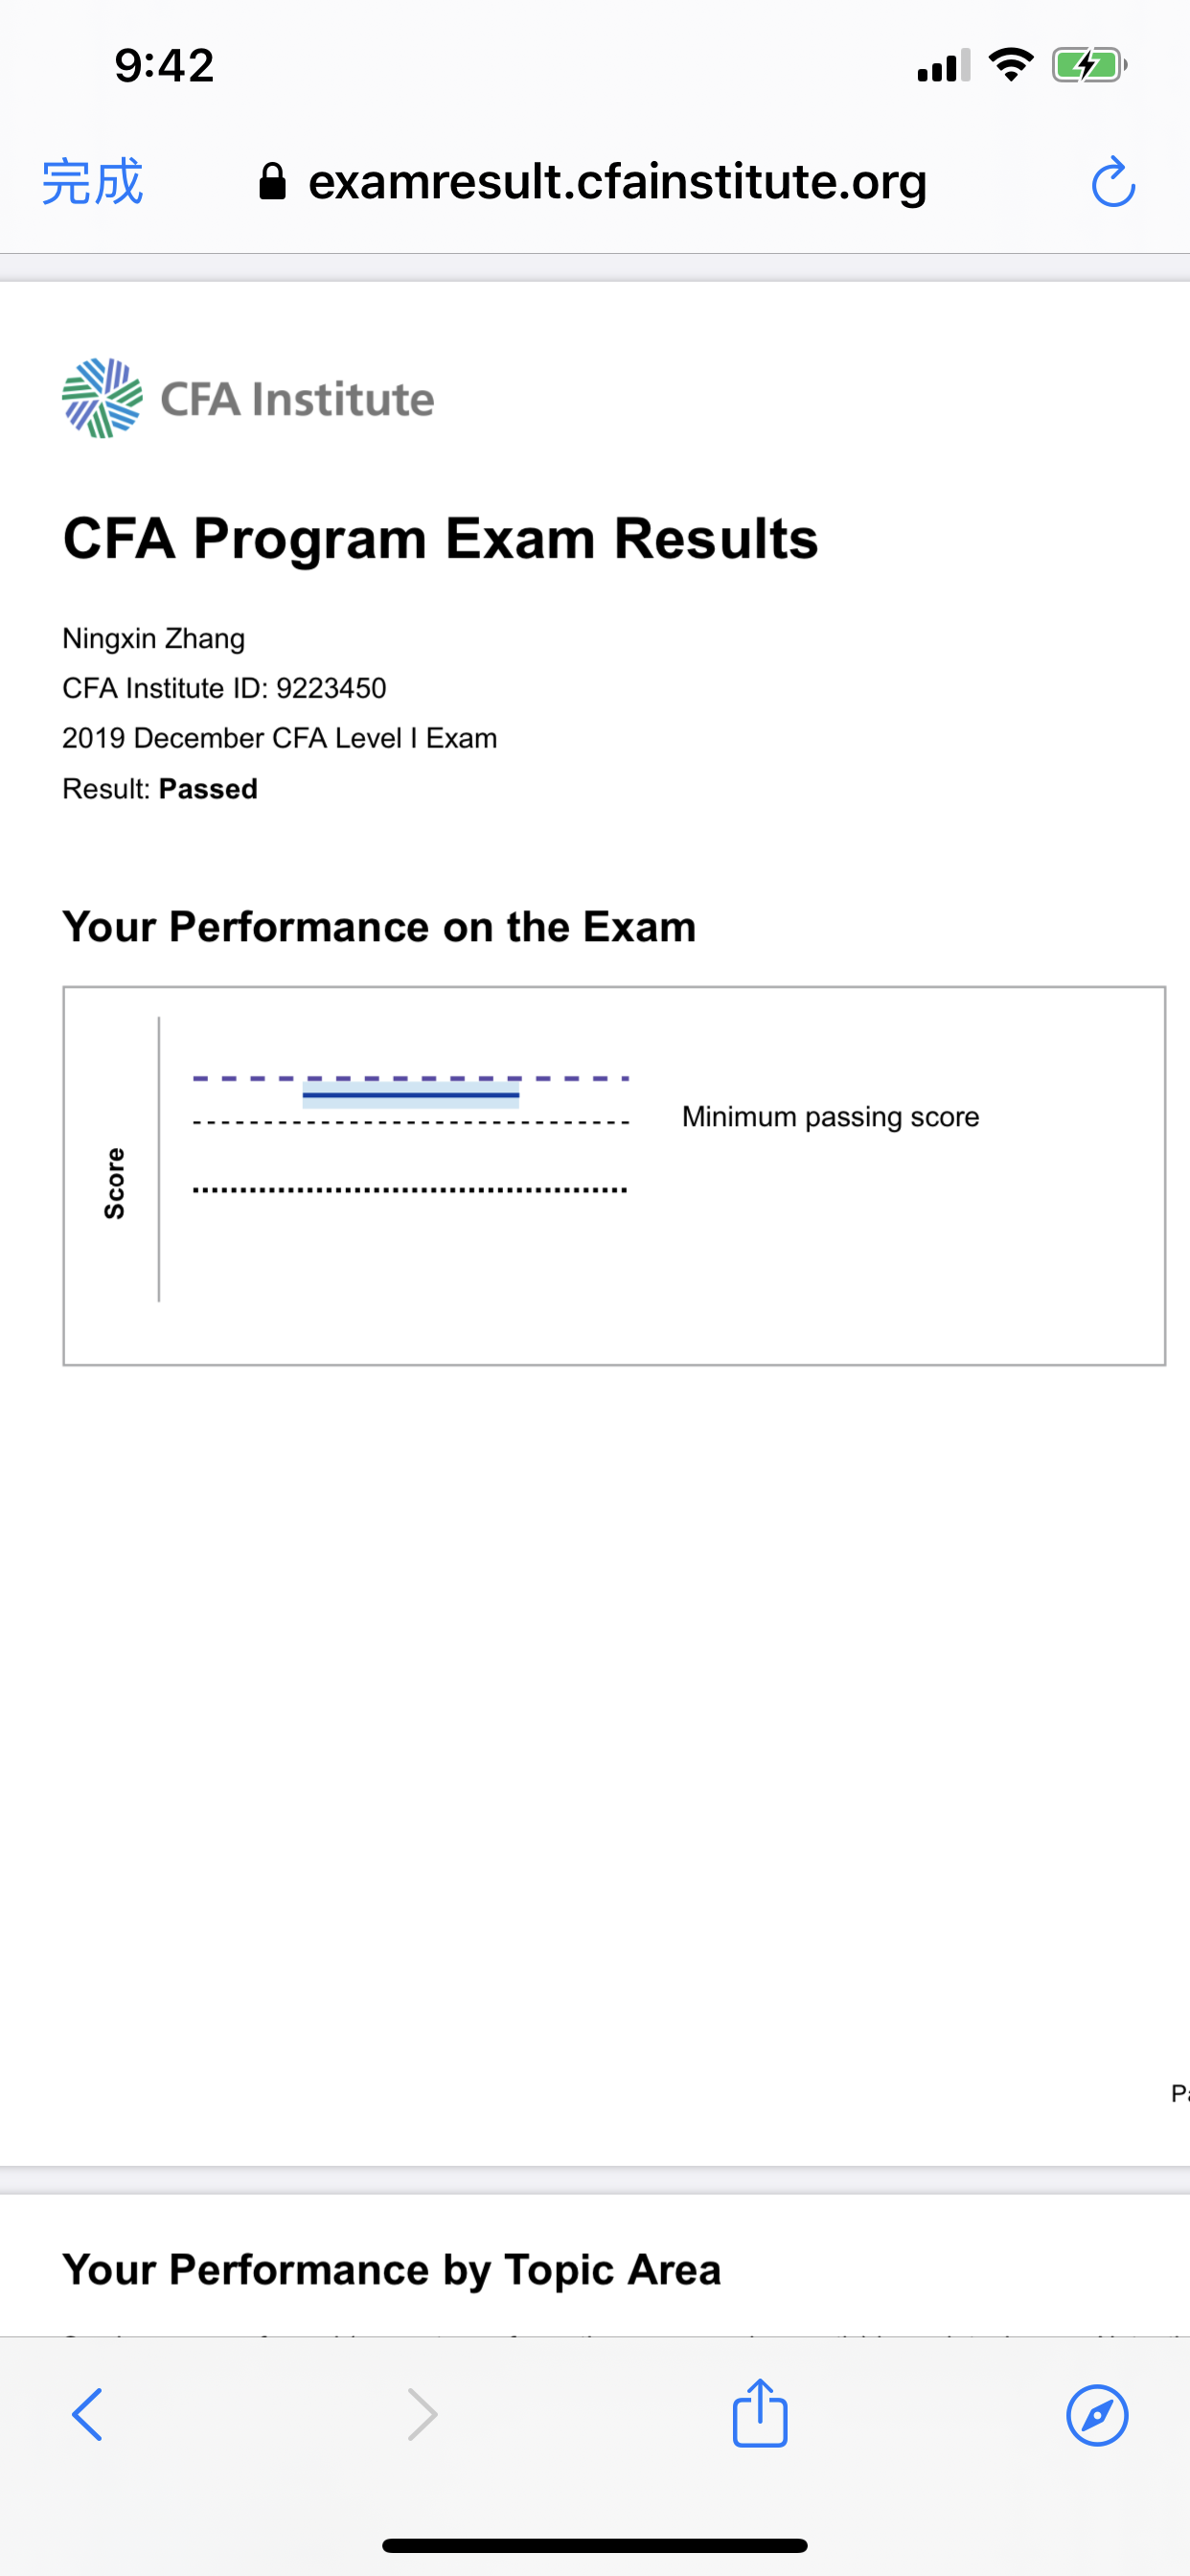 9:42
完成
examresult.cfainstitute.org
CFA Institute
CFA Program Exam Results
Ningxin Zhang
CFA Institute ID: 9223450
2019 December CFA Level I Exam
Result: Passed
Your Performance on the Exam
Score
Minimum passing score
Your Performance by Topic Area